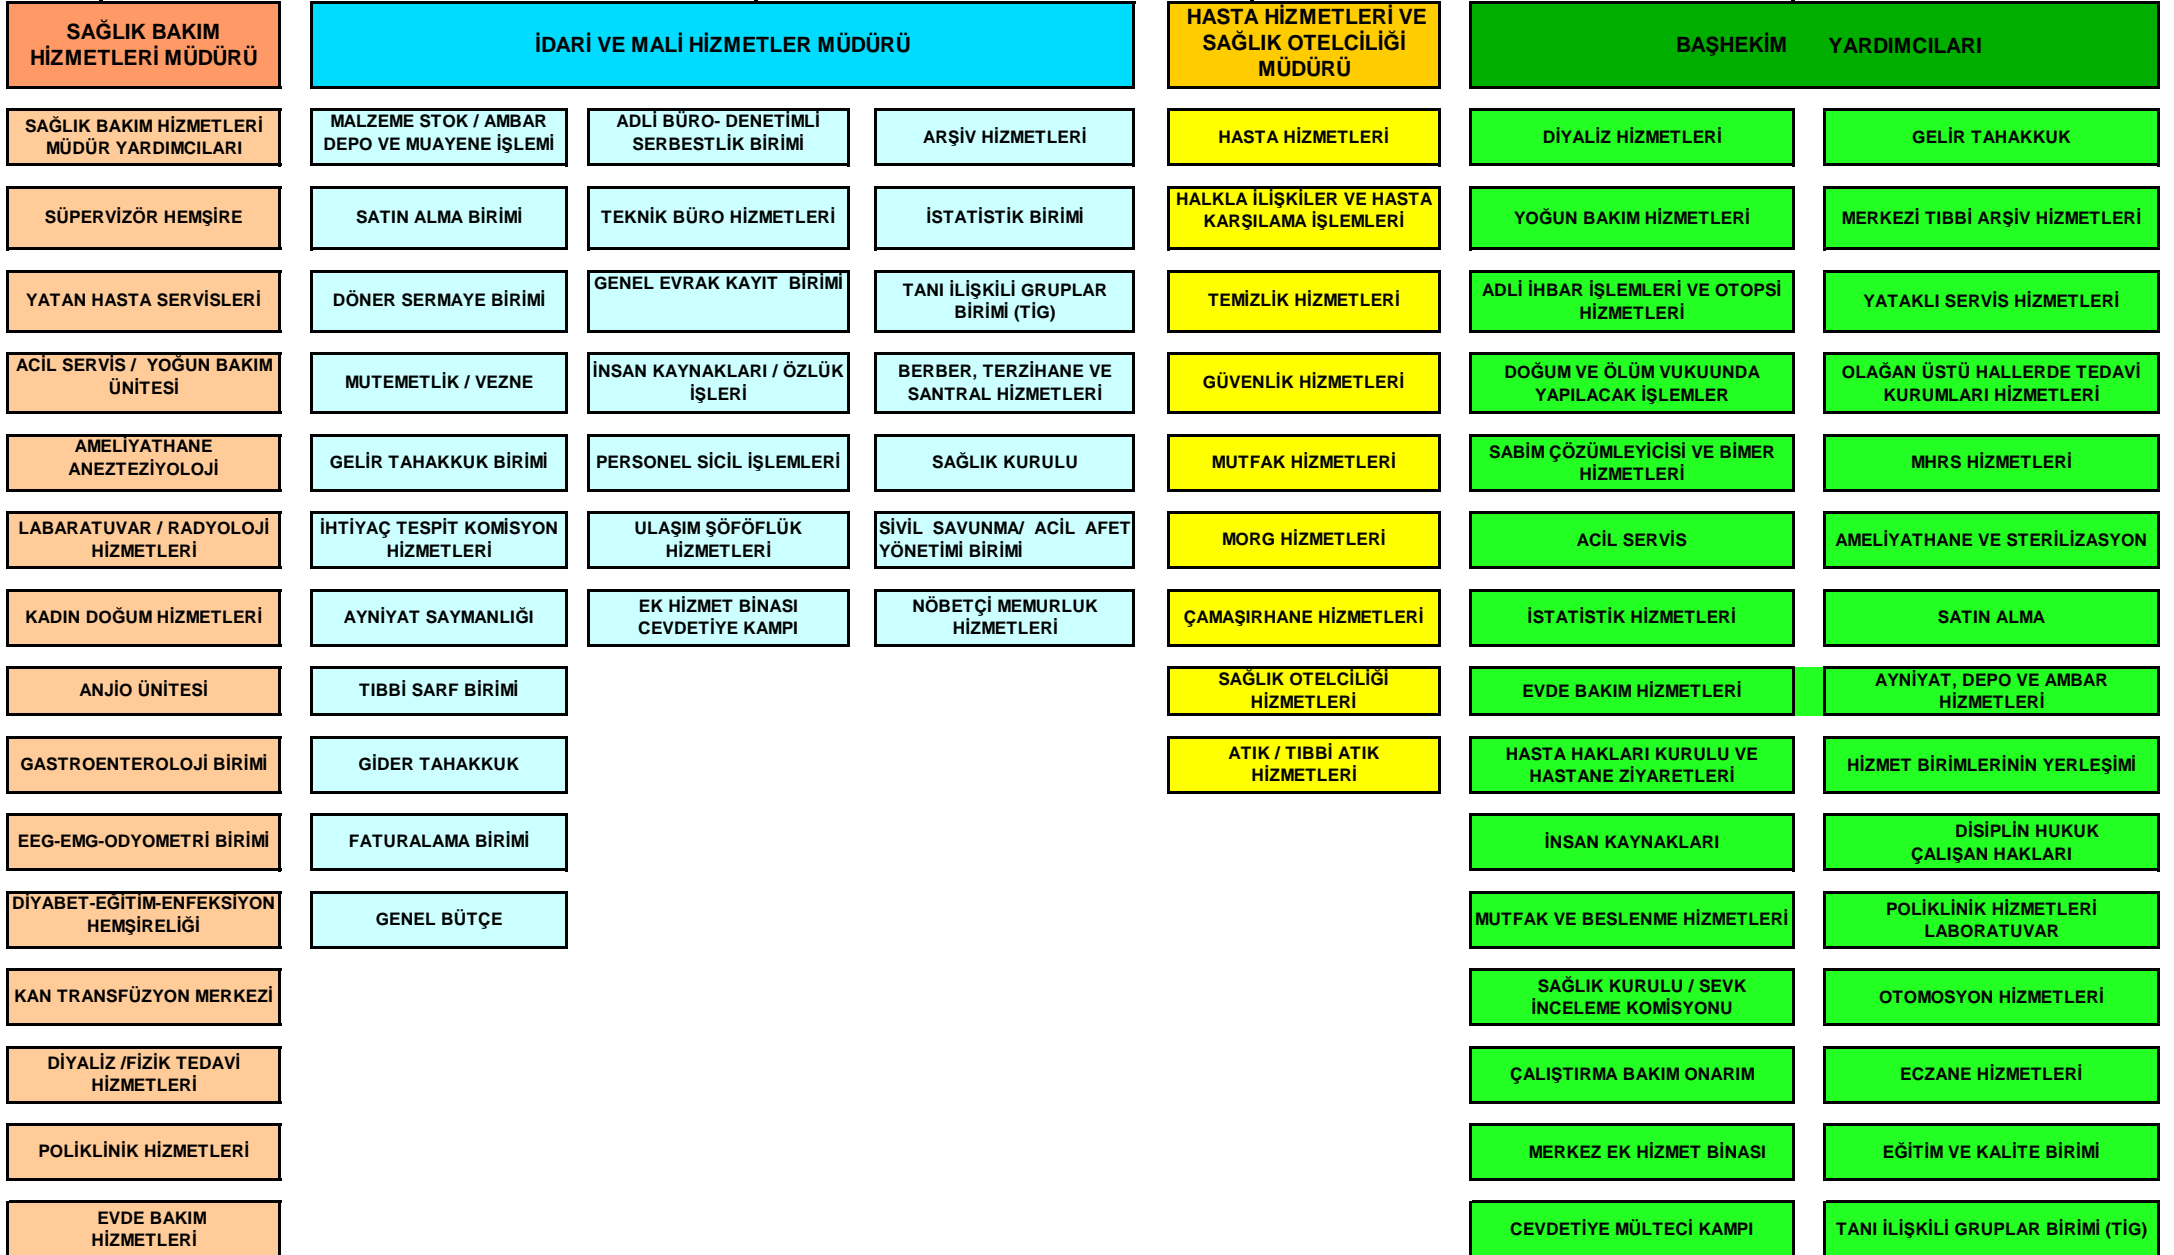 SAĞLIK BAKIM
HİZMETLERİ MÜDÜRÜ
İDARİ VE MALİ HİZMETLER MÜDÜRÜ
HASTA HİZMETLERİ VE
SAĞLIK OTELCİLİĞİ
MÜDÜRÜ
BAŞHEKİM YARDIMCILARI
SAĞLIK BAKIM HİZMETLERİ
MÜDÜR YARDIMCILARI
MALZEME STOK / AMBAR
DEPO VE MUAYENE İŞLEMİ
ADLİ BÜRO- DENETİMLİ
SERBESTLİK BİRİMİ
ARŞİV HİZMETLERİ
HASTA HİZMETLERİ
DİYALİZ HİZMETLERİ
GELİR TAHAKKUK
SÜPERVİZÖR HEMŞİRE
SATIN ALMA BİRİMİ
TEKNİK BÜRO HİZMETLERİ
İSTATİSTİK BİRİMİ
HALKLA İLİŞKİLER VE HASTA
KARŞILAMA İŞLEMLERİ
YOĞUN BAKIM HİZMETLERİ
MERKEZİ TIBBİ ARŞİV HİZMETLERİ
YATAN HASTA SERVİSLERİ
DÖNER SERMAYE BİRİMİ
GENEL EVRAK KAYIT BİRİMİ
TANI İLİŞKİLİ GRUPLAR
BİRİMİ (TİG)
TEMİZLİK HİZMETLERİ
ADLİ İHBAR İŞLEMLERİ VE OTOPSİ
HİZMETLERİ
YATAKLI SERVİS HİZMETLERİ
ACİL SERVİS / YOĞUN BAKIM
ÜNİTESİ
MUTEMETLİK / VEZNE
İNSAN KAYNAKLARI / ÖZLÜK
İŞLERİ
BERBER, TERZİHANE VE
SANTRAL HİZMETLERİ
GÜVENLİK HİZMETLERİ
DOĞUM VE ÖLÜM VUKUUNDA
YAPILACAK İŞLEMLER
OLAĞAN ÜSTÜ HALLERDE TEDAVİ
KURUMLARI HİZMETLERİ
AMELİYATHANE
ANEZTEZİYOLOJİ
GELİR TAHAKKUK BİRİMİ
PERSONEL SİCİL İŞLEMLERİ
SAĞLIK KURULU
MUTFAK HİZMETLERİ
SABİM ÇÖZÜMLEYİCİSİ VE BİMER
HİZMETLERİ
MHRS HİZMETLERİ
LABARATUVAR / RADYOLOJİ
HİZMETLERİ
İHTİYAÇ TESPİT KOMİSYON
HİZMETLERİ
ULAŞIM ŞÖFÖFLÜK
HİZMETLERİ
SİVİL SAVUNMA/ ACİL AFET
YÖNETİMİ BİRİMİ
MORG HİZMETLERİ
ACİL SERVİS
AMELİYATHANE VE STERİLİZASYON
KADIN DOĞUM HİZMETLERİ
AYNİYAT SAYMANLIĞI
EK HİZMET BİNASI
CEVDETİYE KAMPI
NÖBETÇİ MEMURLUK
HİZMETLERİ
ÇAMAŞIRHANE HİZMETLERİ
İSTATİSTİK HİZMETLERİ
SATIN ALMA
ANJİO ÜNİTESİ
TIBBİ SARF BİRİMİ
SAĞLIK OTELCİLİĞİ
HİZMETLERİ
EVDE BAKIM HİZMETLERİ
AYNİYAT, DEPO VE AMBAR
HİZMETLERİ
GASTROENTEROLOJİ BİRİMİ
GİDER TAHAKKUK
ATIK / TIBBİ ATIK
HİZMETLERİ
HASTA HAKLARI KURULU VE
HASTANE ZİYARETLERİ
HİZMET BİRİMLERİNİN YERLEŞİMİ
EEG-EMG-ODYOMETRİ BİRİMİ
FATURALAMA BİRİMİ
İNSAN KAYNAKLARI
DİSİPLİN HUKUK
ÇALIŞAN HAKLARI
DİYABET-EĞİTİM-ENFEKSİYON
HEMŞİRELİĞİ
GENEL BÜTÇE
MUTFAK VE BESLENME HİZMETLERİ
POLİKLİNİK HİZMETLERİ
LABORATUVAR
KAN TRANSFÜZYON MERKEZİ
SAĞLIK KURULU / SEVK
İNCELEME KOMİSYONU
OTOMOSYON HİZMETLERİ
DİYALİZ /FİZİK TEDAVİ
HİZMETLERİ
ÇALIŞTIRMA BAKIM ONARIM
ECZANE HİZMETLERİ
POLİKLİNİK HİZMETLERİ
MERKEZ EK HİZMET BİNASI
EĞİTİM VE KALİTE BİRİMİ
EVDE BAKIM
HİZMETLERİ
CEVDETİYE MÜLTECİ KAMPI
TANI İLİŞKİLİ GRUPLAR BİRİMİ (TİG)